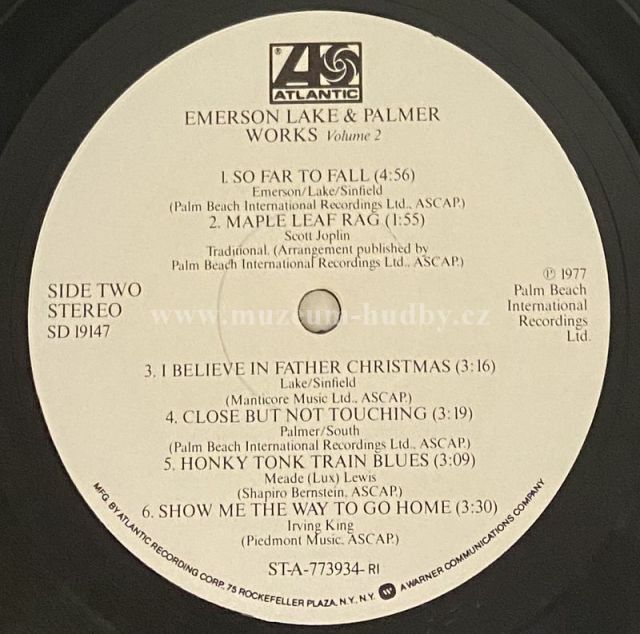 ATLANTIC
EMERSON LAKE & PALMER
WORKS Volume 2
1. SO FAR TO FALL (4:56)
Emerson/Lake/Sinfield
(Palm Beach International Recordings Ltd., ASCAP.)
2. MAPLE LEAF RAG (1:55)
Scott Joplin
Traditional. (Arrangement published by
Palm Beach International Recordings Ltd., ASCAP.)
SIDE TWO
STEREO
SD 19147
℗ 1977
Palm Beach
International
Recordings
Ltd.
www.muzeum-hudby.cz
3. I BELIEVE IN FATHER CHRISTMAS (3:16)
Lake/Sinfield
(Manticore Music Ltd., ASCAP.)
4. CLOSE BUT NOT TOUCHING (3:19)
Palmer/South
(Palm Beach International Recordings Ltd., ASCAP.)
5. HONKY TONK TRAIN BLUES (3:09)
Meade (Lux) Lewis
(Shapiro Bernstein, ASCAP.)
6. SHOW ME THE WAY TO GO HOME (3:30)
Irving King
(Piedmont Music, ASCAP.)
ST-A-773934-RI
MFG. BY ATLANTIC RECORDING CORP., 75 ROCKEFELLER PLAZA, N.Y., N.Y. A WARNER COMMUNICATIONS COMPANY